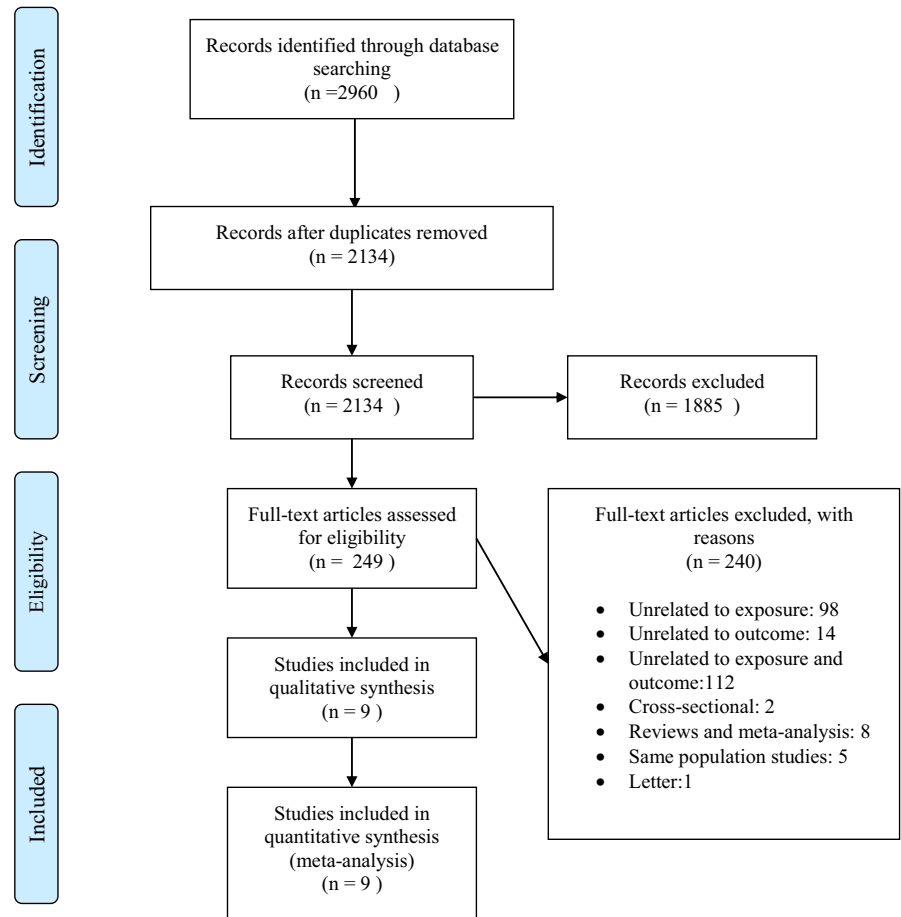 Identification
Records identified through database
searching
(n =2960 )
Records after duplicates removed
(n = 2134)
Screening
Records screened
(n = 2134 )
Records excluded
(n = 1885 )
Eligibility
Full-text articles assessed
for eligibility
(n = 249 )
Full-text articles excluded, with
reasons
(n = 240)
• Unrelated to exposure: 98
• Unrelated to outcome: 14
• Unrelated to exposure and
outcome:112
• Cross-sectional: 2
• Reviews and meta-analysis: 8
• Same population studies: 5
• Letter:1
Studies included in
qualitative synthesis
(n = 9 )
Included
Studies included in
quantitative synthesis
(meta-analysis)
(n = 9 )